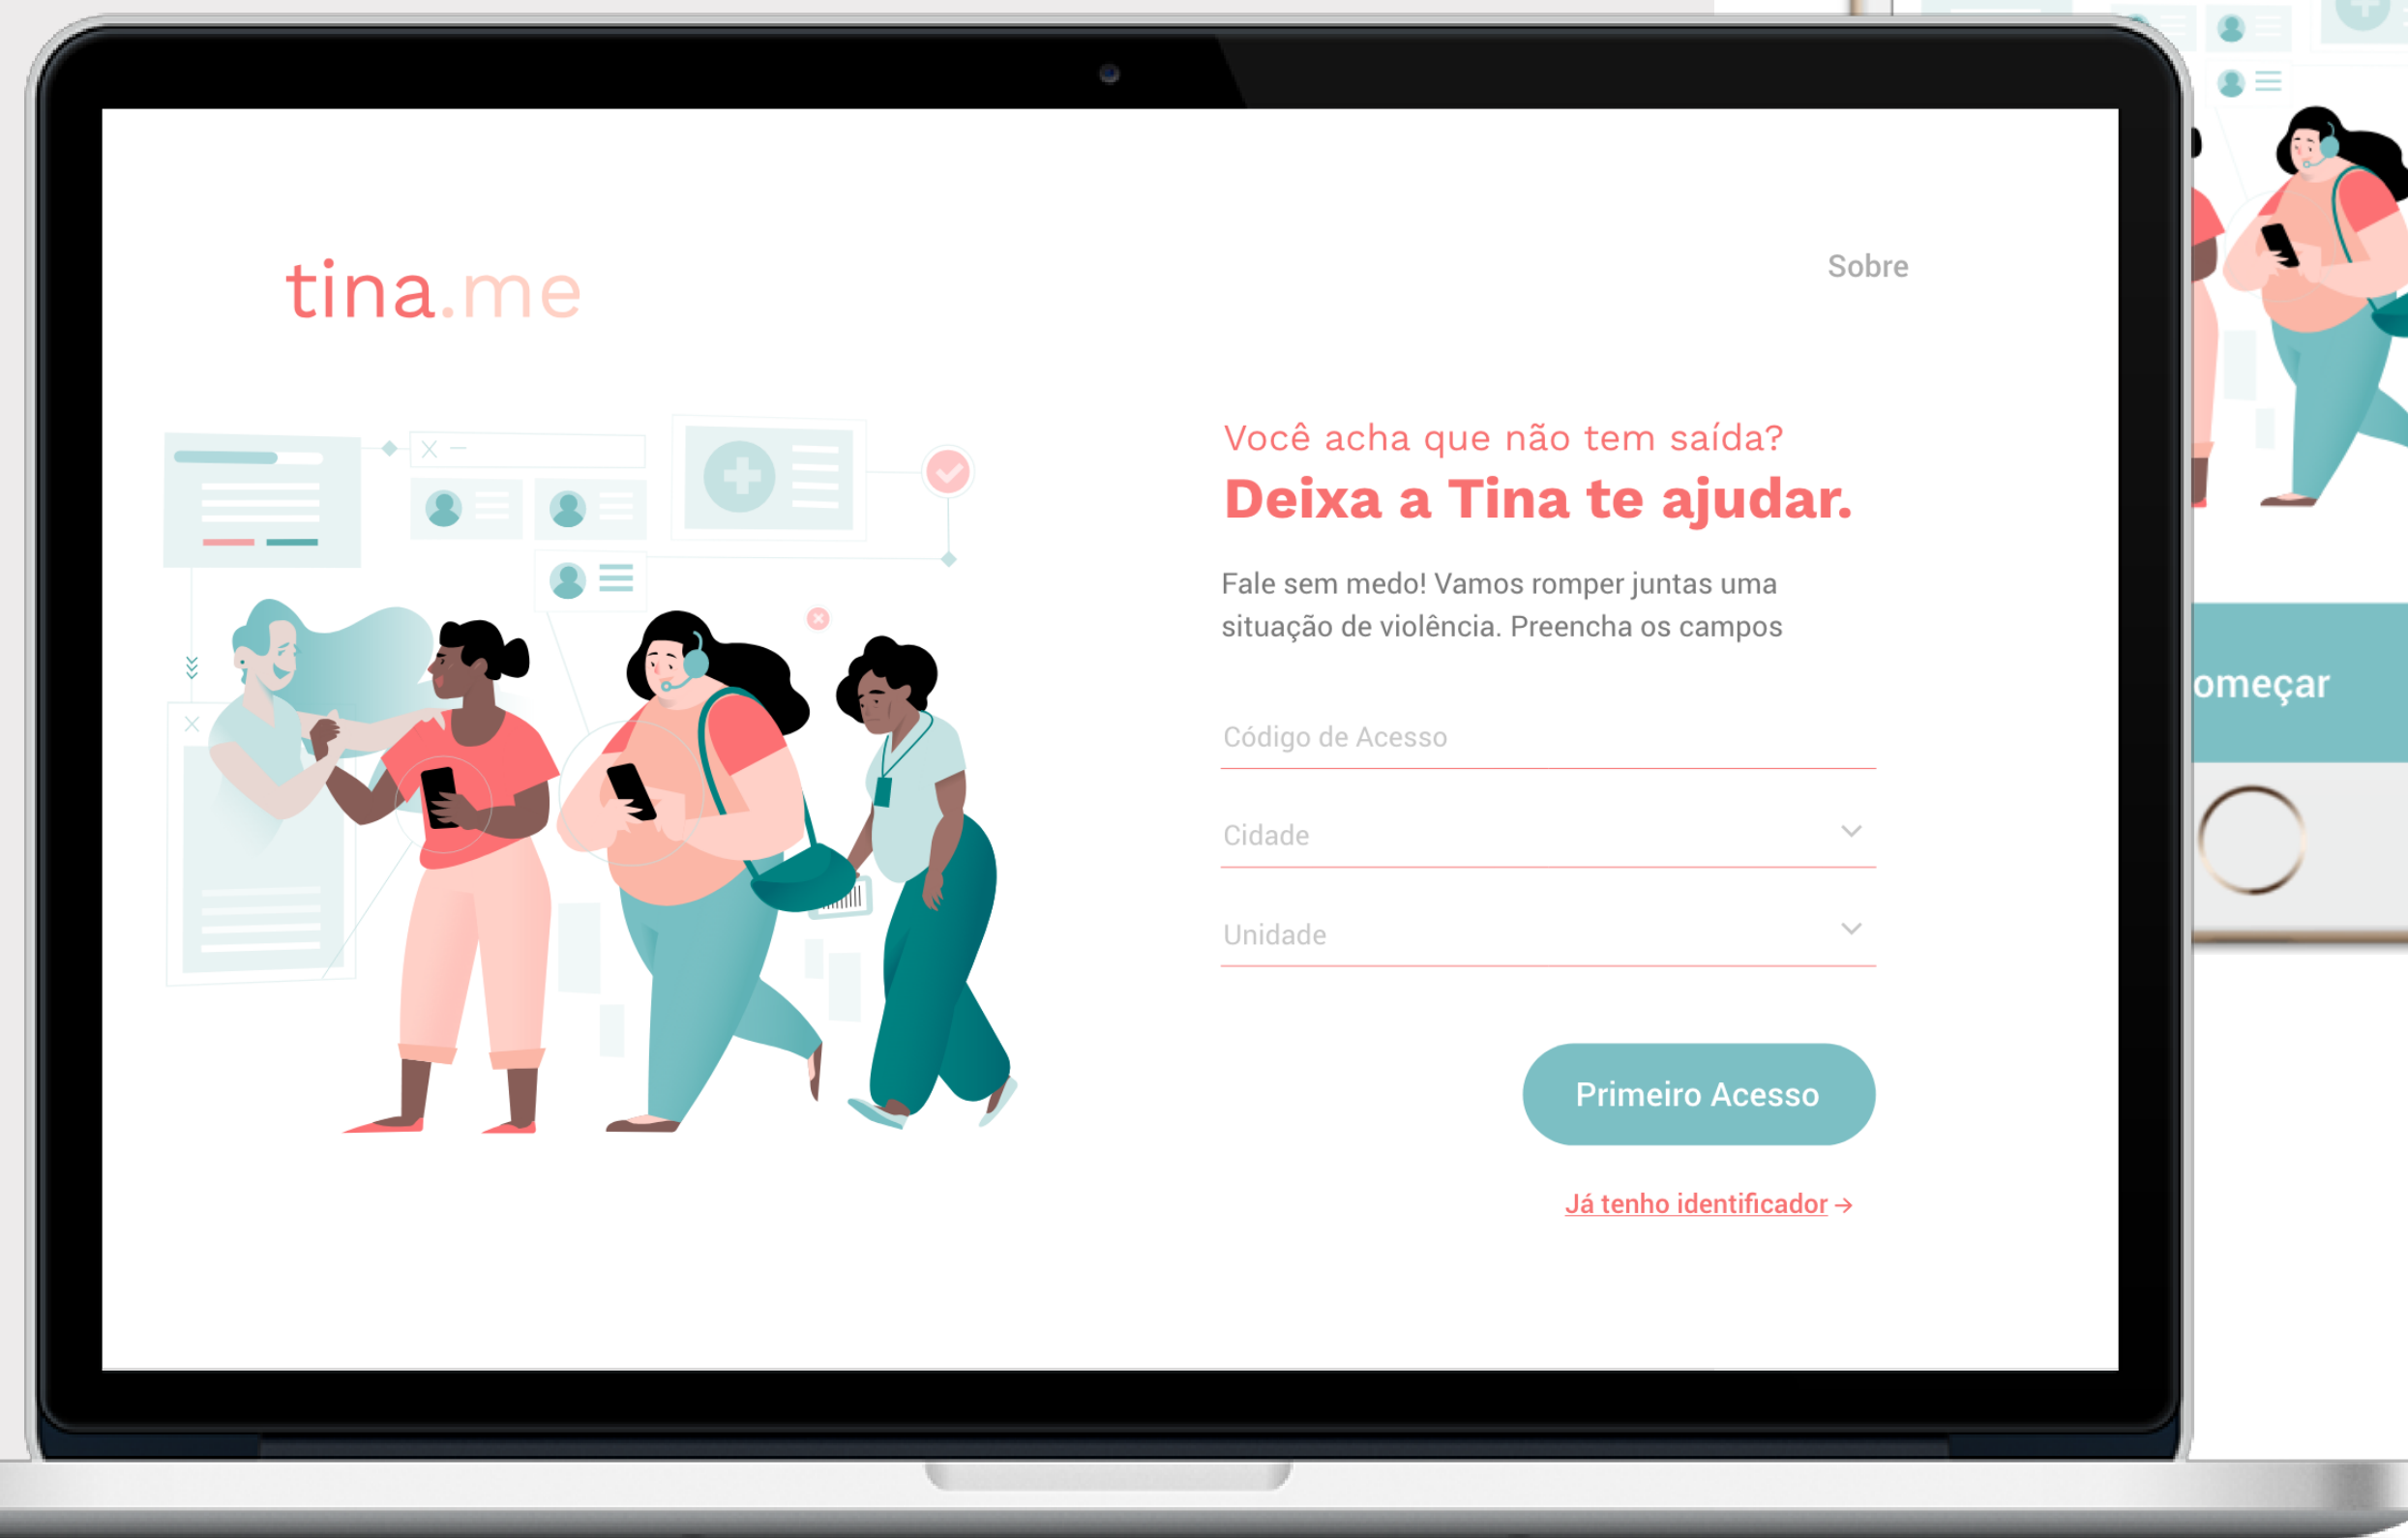 tina.me
Sobre
Você acha que não tem saída?
Deixa a Tina te ajudar.
Fale sem medo! Vamos romper juntas uma
situação de violência. Preencha os campos
Código de Acesso
Cidade
Unidade
Primeiro Acesso
Já tenho identificador →
omeçar